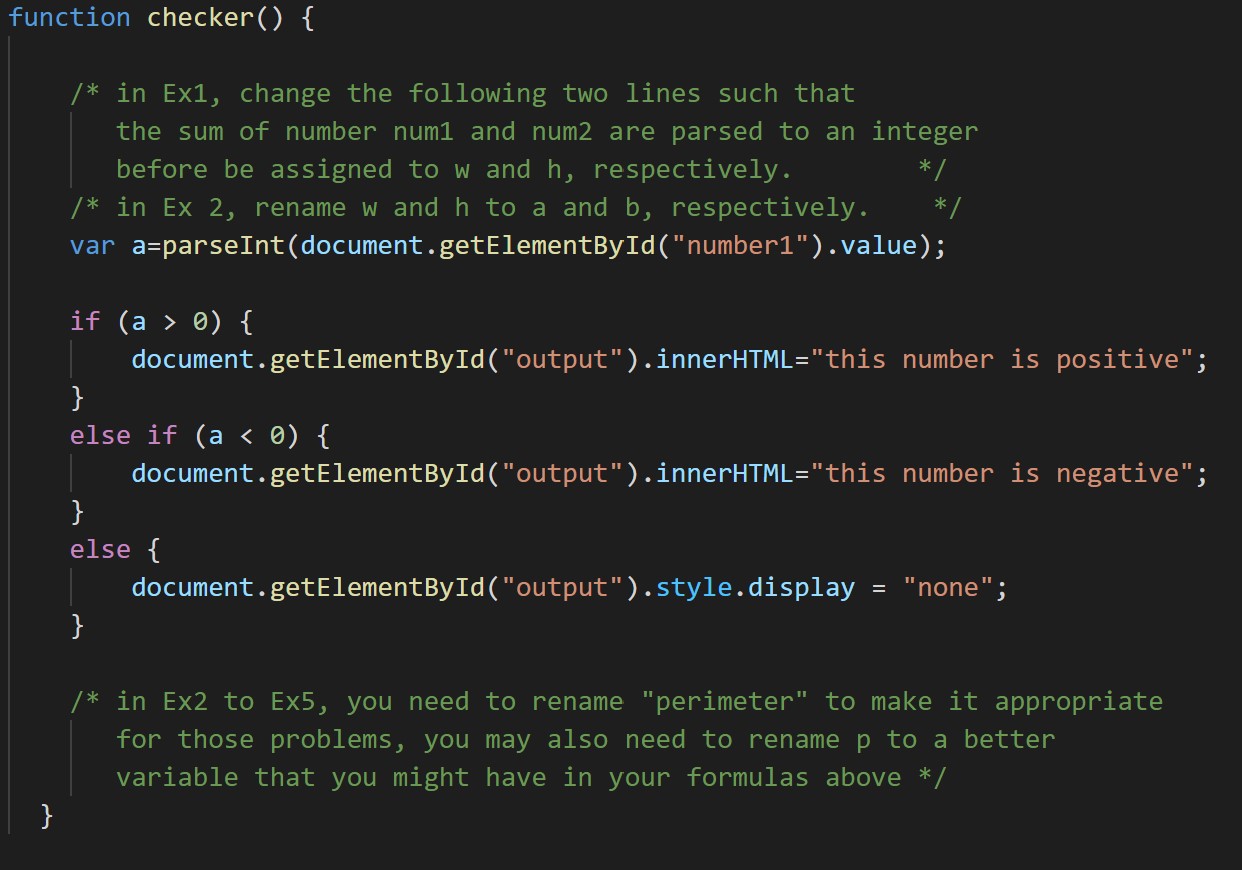 function checker() {
/* in Ex1, change the following two lines such that
the sum of number num1 and num2 are parsed to an integer
before be assigned to w and h, respectively. */
/* in Ex 2, rename w and h to a and b, respectively. */
var a=parseInt(document.getElementById("number1").value);
if (a > 0) {
document.getElementById("output").innerHTML="this number is positive";
}
else if (a < 0) {
document.getElementById("output").innerHTML="this number is negative";
}
else {
document.getElementById("output").style.display = "none";
}
/* in Ex2 to Ex5, you need to rename "perimeter" to make it appropriate
for those problems, you may also need to rename p to a better
variable that you might have in your formulas above */
}